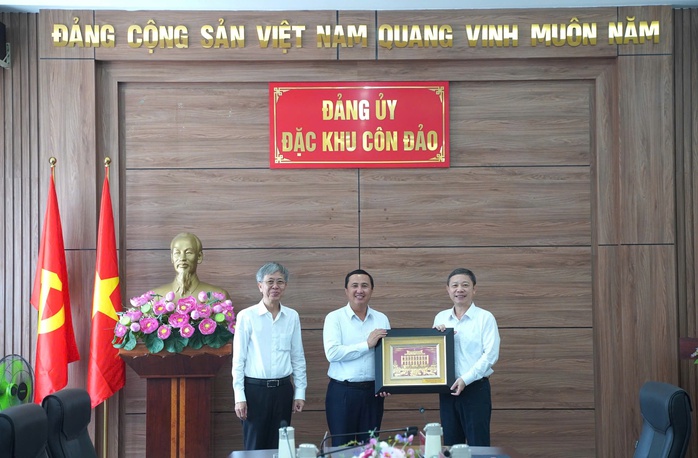 ĐẢNG CỘNG SẢN VIỆT NAM QUANG VINH MUÔN NĂM
ĐẢNG ỦY
ĐẶC KHU CÔN ĐẢO